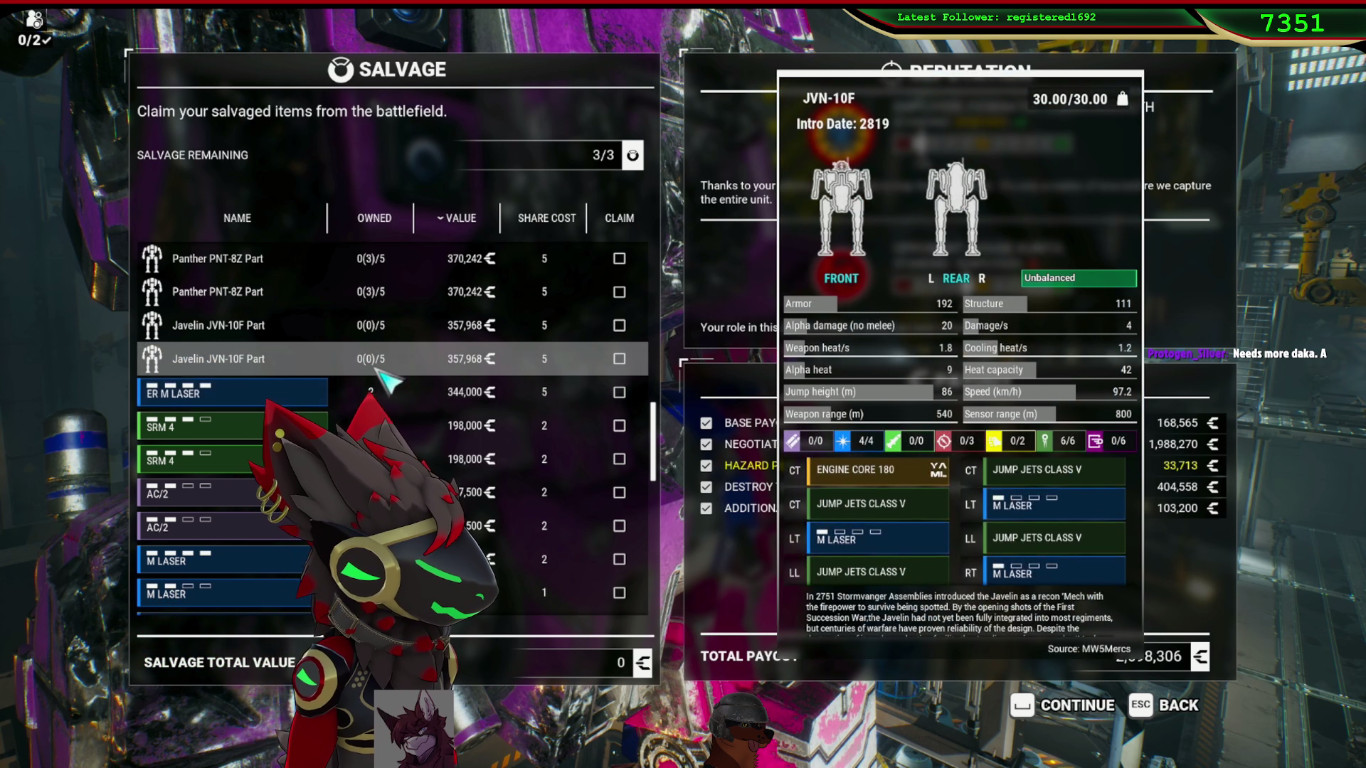 0/2
Latest Follower: registered1692
7351
SALVAGE
Claim your salvaged items from the battlefield.
SALVAGE REMAINING
3/3
NAME OWNED VALUE SHARE COST CLAIM
Panther PNT-8Z Part 0(3)/5 370,242 5
Panther PNT-8Z Part 0(3)/5 370,242 5
Javelin JVN-10F Part 0(0)/5 357,968 5
Javelin JVN-10F Part 0(0)/5 357,968 5
ER M LASER 344,000 5
SRM 4 198,000 2
SRM 4 198,000 2
AC/2 2
AC/2 2
M LASER 2
M LASER 1
SALVAGE TOTAL VALUE 0
REPUTATION
Thanks to your
re we capture
the entire unit.
Your role in this
BASE PAY 168,565
NEGOTIAT 1,988,270
HAZARD P 33,713
DESTROY 404,558
ADDITION 103,200
TOTAL PAYOU
JVN-10F
30.00/30.00
Intro Date: 2819
FRONT L REAR R
Unbalanced
Armor 192 Structure 111
Alpha damage (no melee) 20 Damage/s 4
Weapon heat/s 1.8 Cooling heat/s 1.2
Alpha heat 9 Heat capacity 42
Jump height (m) 86 Speed (km/h) 97.2
Weapon range (m) 540 Sensor range (m) 800
0/0 4/4 0/0 0/3 0/2 6/6 0/6
CT ENGINE CORE 180 YAML CT JUMP JETS CLASS V
CT JUMP JETS CLASS V LT M LASER
LT M LASER LL JUMP JETS CLASS V
LL JUMP JETS CLASS V RT M LASER
In 2751 Stormvanger Assemblies introduced the Javelin as a recon 'Mech with
the firepower to survive being spotted. By the opening shots of the First
Succession War,the Javelin had not yet been fully integrated into most regiments,
but centuries of warfare have proven reliability of the design. Despite the
Source: MW5Mercs
Needs more daka. A
CONTINUE
ESC BACK